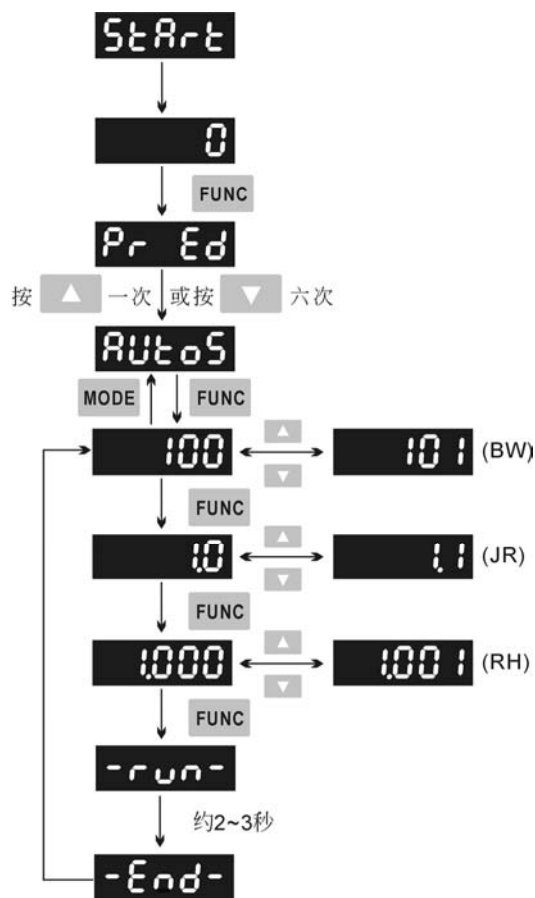 StArt
0
FUNC
Pr Ed
按 ▲ 一次 或按 ▼ 六次
AUtoS
MODE FUNC
100 101 (BW)
FUNC
1.0 1.1 (JR)
FUNC
1.000 1.001 (RH)
FUNC
-run-
约2~3秒
-End-